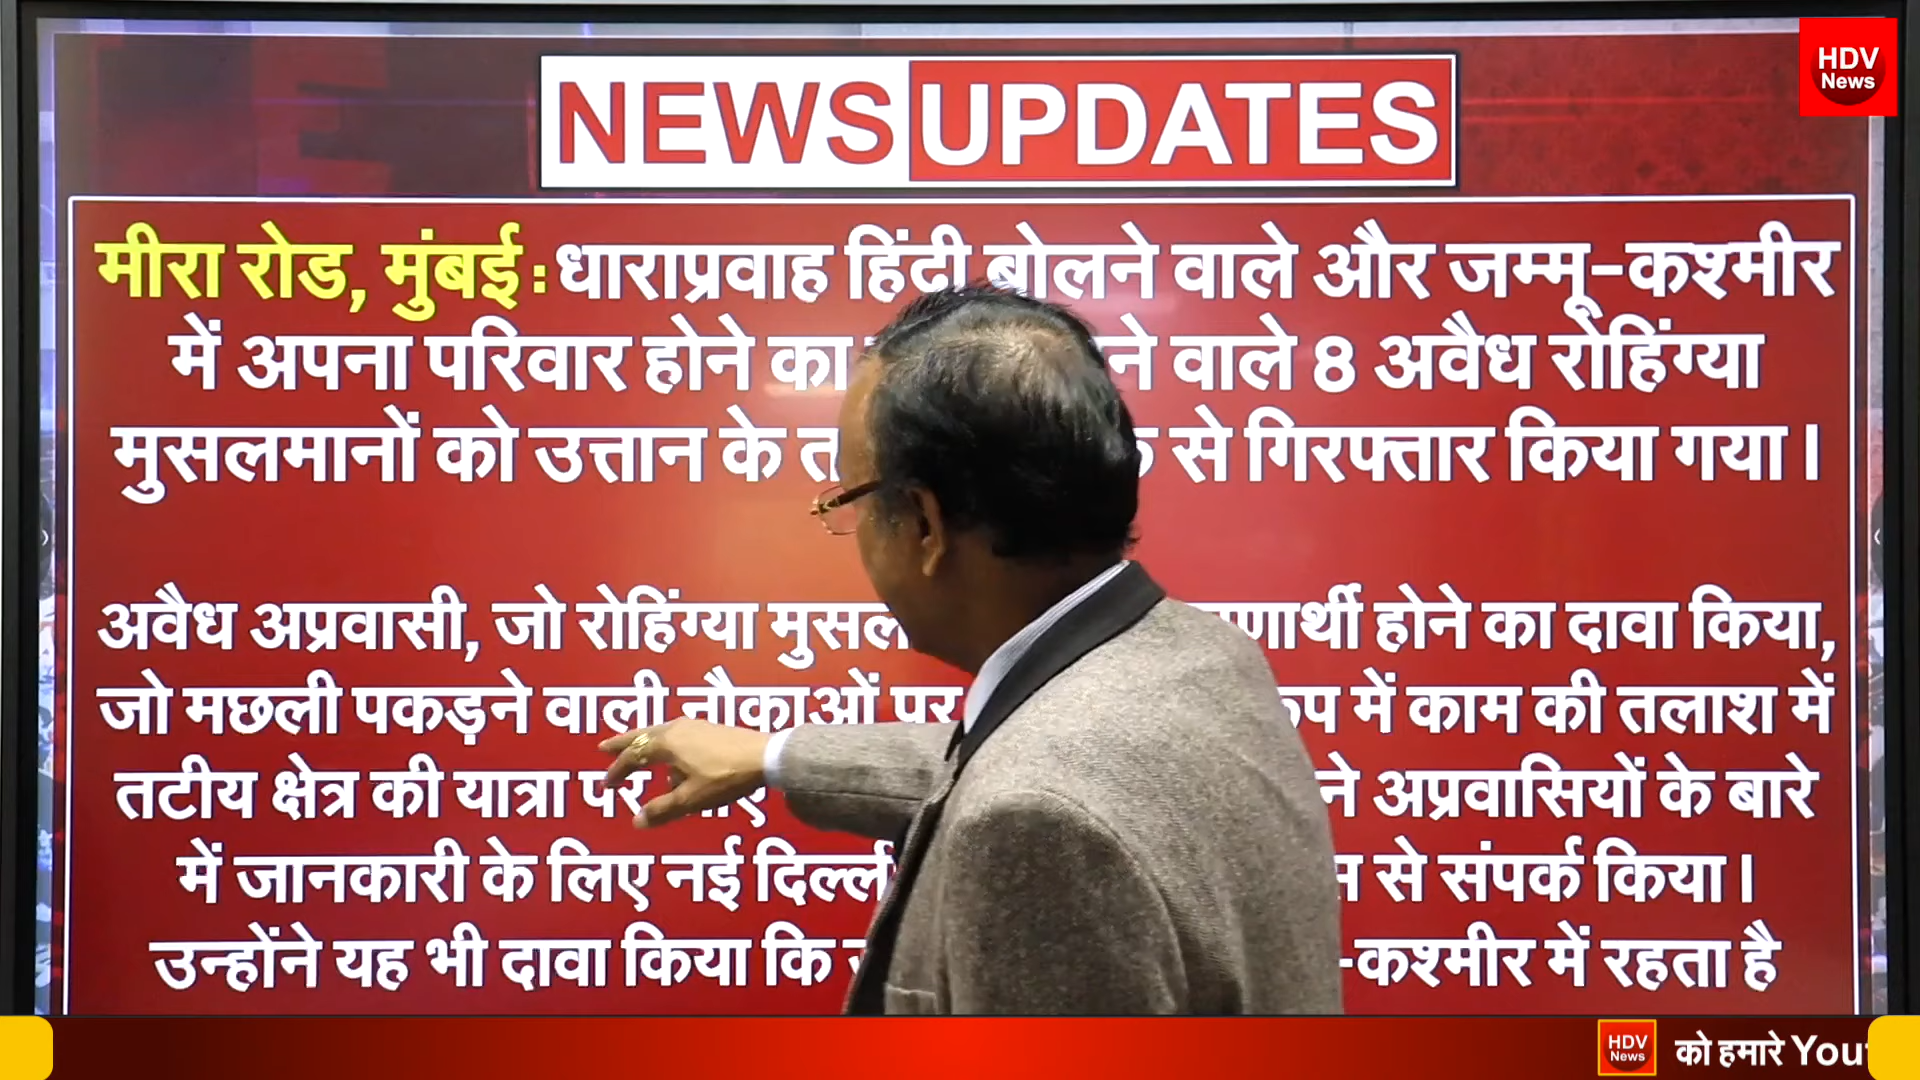 NEWS UPDATES
HDV
News
मीरा रोड, मुंबई: धाराप्रवाह हिंदी बोलने वाले और जम्मू-कश्मीर
में अपना परिवार होने का वाले 8 अवैध रोहिंग्या
मुसलमानों को उत्तान के से गिरफ्तार किया गया।
अवैध अप्रवासी, जो रोहिंग्या होने का दावा किया,
जो मछली पकड़ने वाली नौकाओं पर में काम की तलाश में
तटीय क्षेत्र की यात्रा पर ने अप्रवासियों के बारे
में जानकारी के लिए नई से संपर्क किया।
उन्होंने यह भी दावा किया कि -कश्मीर में रहता है
HDV
News
को हमारे